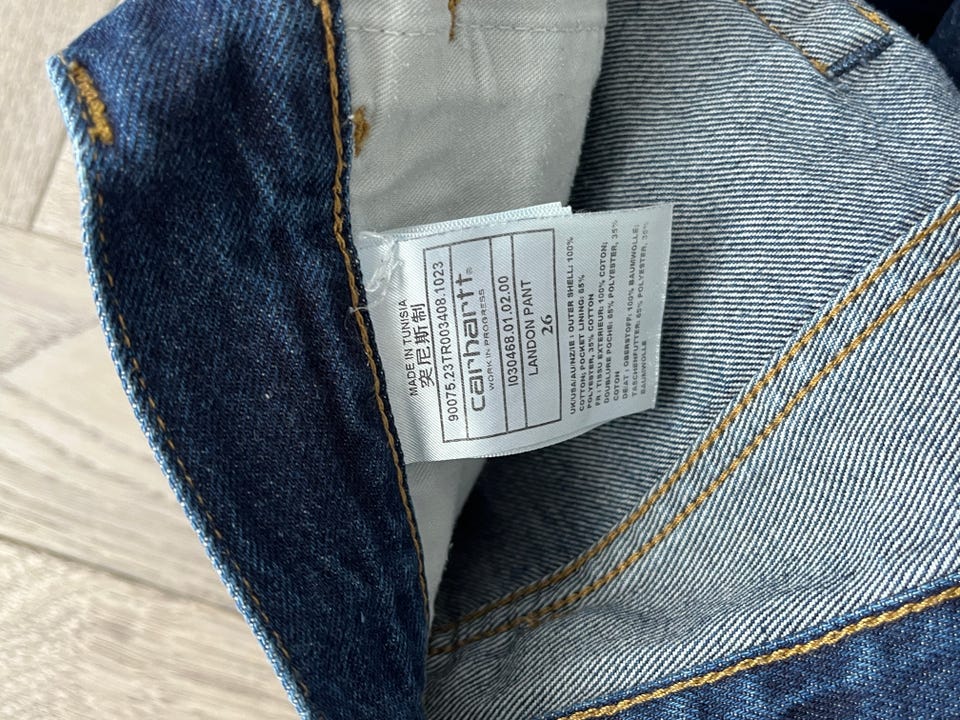 MADE IN TUNISIA
突尼斯制
90075.23TR003408.1023
carhartt®
WORK IN PROGRESS
I030468.01.02.00
LANDON PANT
26
UK/USA/AU/NZ/IE : OUTER SHELL: 100%
COTTON; POCKET LINING: 65%
POLYESTER, 35% COTTON
FR : TISSU EXTERIEUR: 100% COTON;
DOUBLURE POCHE: 65% POLYESTER, 35%
COTON
DE/AT : OBERSTOFF: 100% BAUMWOLLE;
TASCHENFUTTER: 65% POLYESTER, 35%
BAUMWOLLE